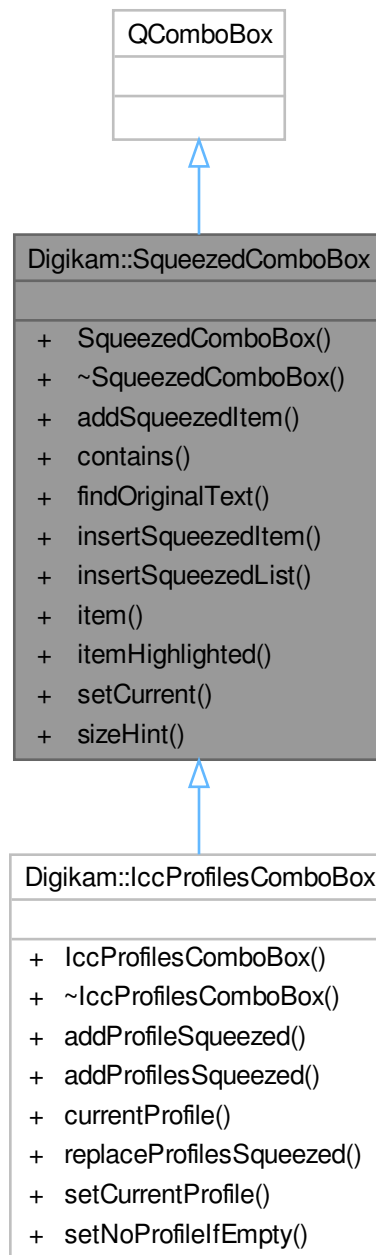 QComboBox
Digikam::SqueezedComboBox
+ SqueezedComboBox()
+ ~SqueezedComboBox()
+ addSqueezedItem()
+ contains()
+ findOriginalText()
+ insertSqueezedItem()
+ insertSqueezedList()
+ item()
+ itemHighlighted()
+ setCurrent()
+ sizeHint()
Digikam::IccProfilesComboBox
+ IccProfilesComboBox()
+ ~IccProfilesComboBox()
+ addProfileSqueezed()
+ addProfilesSqueezed()
+ currentProfile()
+ replaceProfilesSqueezed()
+ setCurrentProfile()
+ setNoProfileIfEmpty()